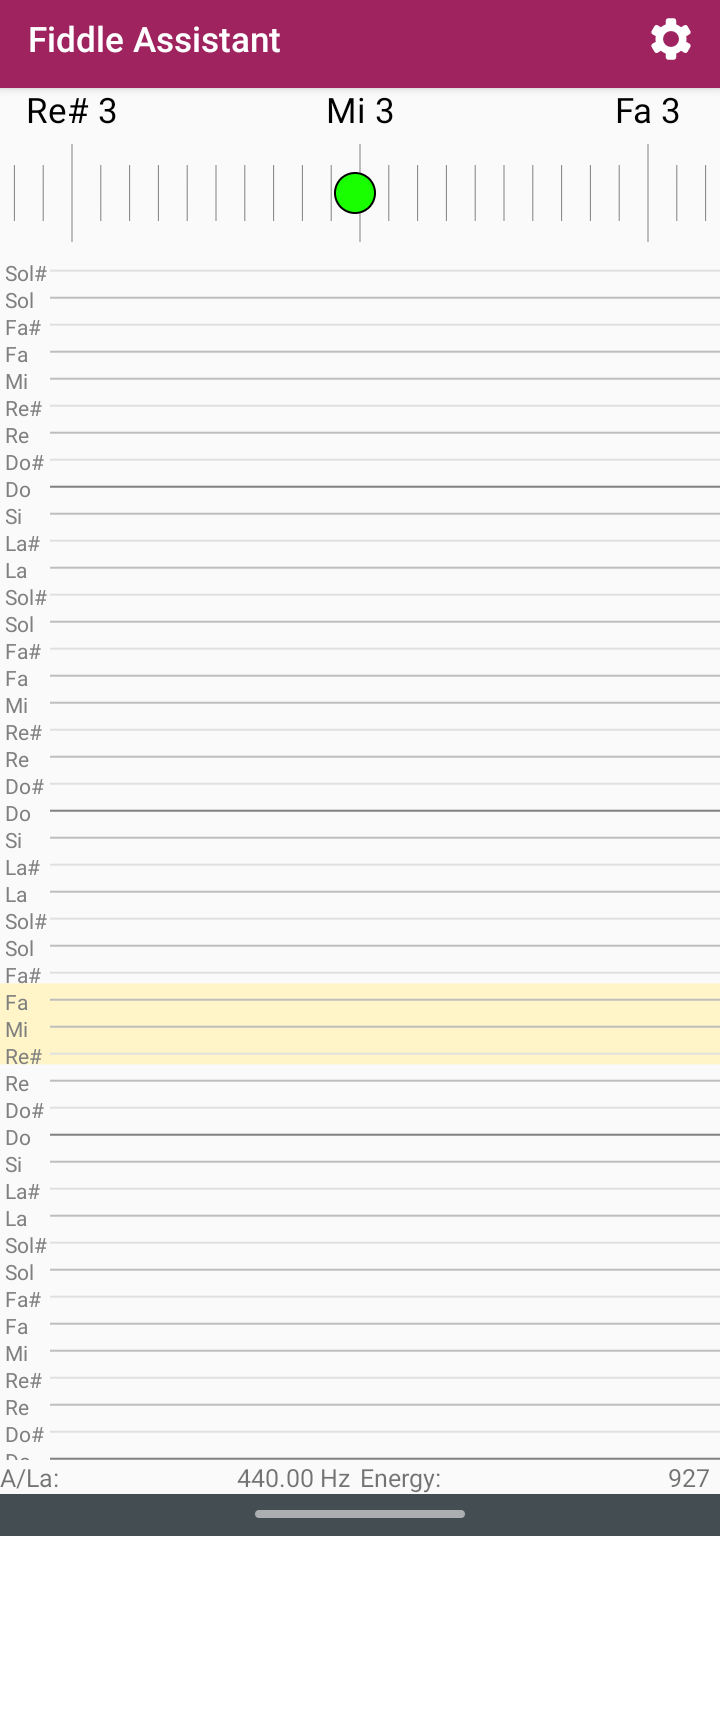 Fiddle Assistant
Re# 3 Mi 3 Fa 3
Sol#
Sol
Fa#
Fa
Mi
Re#
Re
Do#
Do
Si
La#
La
Sol#
Sol
Fa#
Fa
Mi
Re#
Re
Do#
Do
Si
La#
La
Sol#
Sol
Fa#
Fa
Mi
Re#
Re
Do#
Do
Si
La#
La
Sol#
Sol
Fa#
Fa
Mi
Re#
Re
Do#
Do
A/La: 440.00 Hz Energy: 927